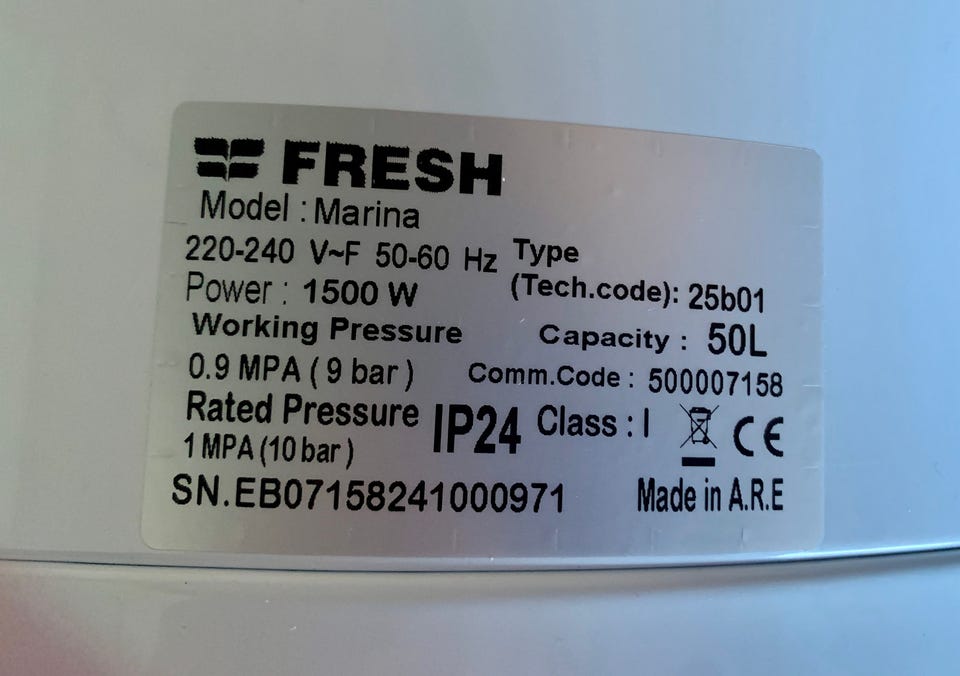 FRESH
Model : Marina
220-240 V~F 50-60 Hz
Type
(Tech.code): 25b01
Power : 1500 W
Working Pressure
0.9 MPA ( 9 bar )
Capacity : 50L
Comm.Code : 500007158
Rated Pressure
1 MPA (10 bar )
IP24 Class : I
CE
SN.EB07158241000971
Made in A.R.E